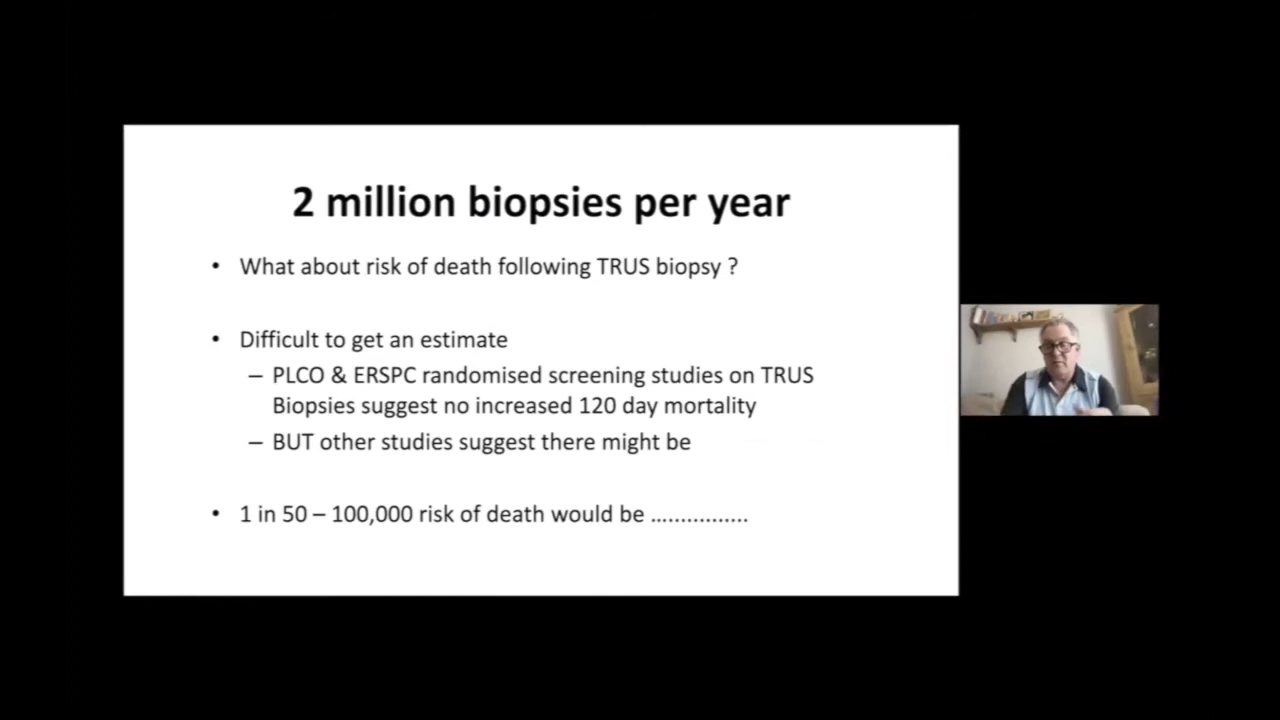 2 million biopsies per year
• What about risk of death following TRUS biopsy ?
• Difficult to get an estimate
– PLCO & ERSPC randomised screening studies on TRUS
Biopsies suggest no increased 120 day mortality
– BUT other studies suggest there might be
• 1 in 50 – 100,000 risk of death would be ................